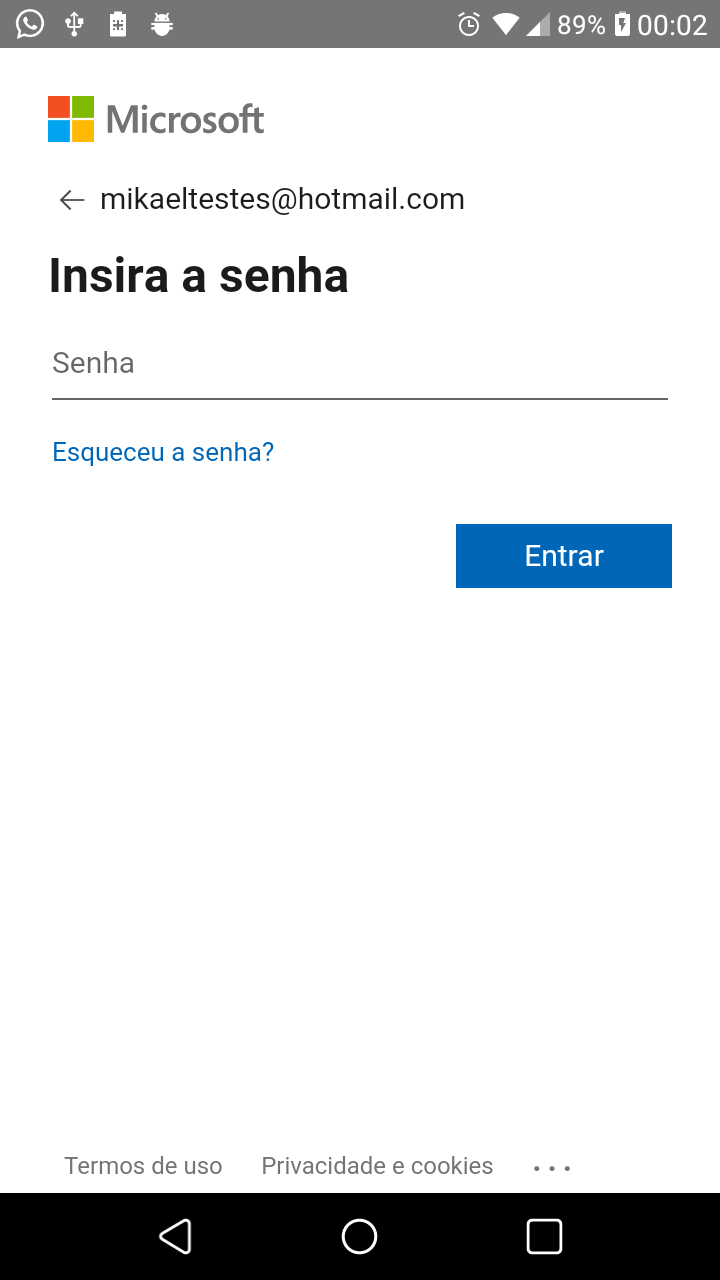 89% 00:02
Microsoft
mikaeltestes@hotmail.com
Insira a senha
Senha
Esqueceu a senha?
Entrar
Termos de uso Privacidade e cookies ...